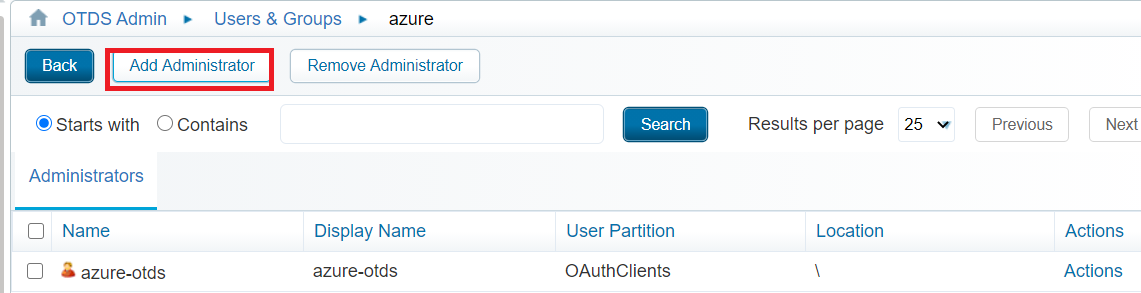 OTDS Admin ▸ Users & Groups ▸ azure
Back Add Administrator Remove Administrator
Starts with Contains Search Results per page 25 Previous Next
Administrators
Name Display Name User Partition Location Actions
azure-otds azure-otds OAuthClients \ Actions